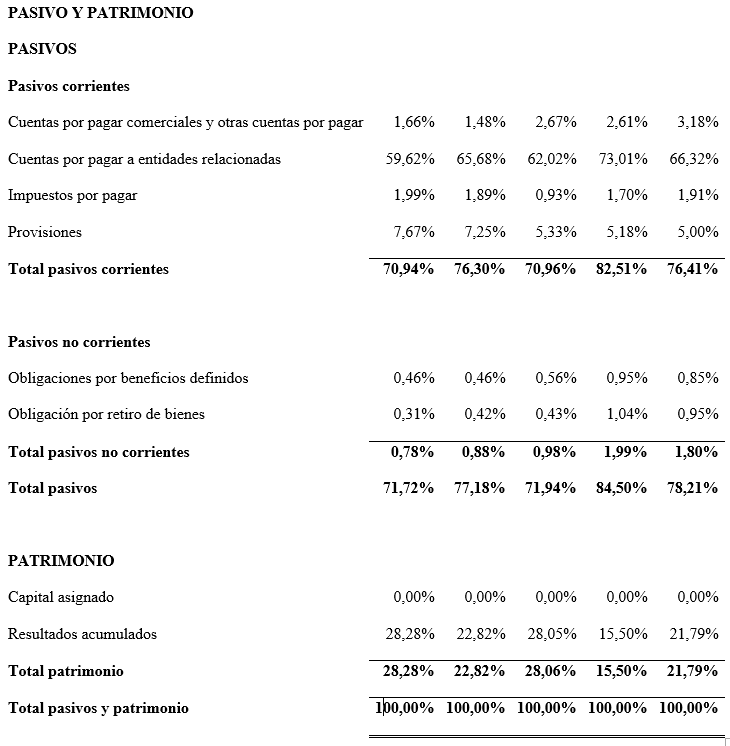 PASIVO Y PATRIMONIO
PASIVOS
Pasivos corrientes
Cuentas por pagar comerciales y otras cuentas por pagar 1,66% 1,48% 2,67% 2,61% 3,18%
Cuentas por pagar a entidades relacionadas 59,62% 65,68% 62,02% 73,01% 66,32%
Impuestos por pagar 1,99% 1,89% 0,93% 1,70% 1,91%
Provisiones 7,67% 7,25% 5,33% 5,18% 5,00%
Total pasivos corrientes 70,94% 76,30% 70,96% 82,51% 76,41%
Pasivos no corrientes
Obligaciones por beneficios definidos 0,46% 0,46% 0,56% 0,95% 0,85%
Obligación por retiro de bienes 0,31% 0,42% 0,43% 1,04% 0,95%
Total pasivos no corrientes 0,78% 0,88% 0,98% 1,99% 1,80%
Total pasivos 71,72% 77,18% 71,94% 84,50% 78,21%
PATRIMONIO
Capital asignado 0,00% 0,00% 0,00% 0,00% 0,00%
Resultados acumulados 28,28% 22,82% 28,05% 15,50% 21,79%
Total patrimonio 28,28% 22,82% 28,06% 15,50% 21,79%
Total pasivos y patrimonio 100,00% 100,00% 100,00% 100,00% 100,00%